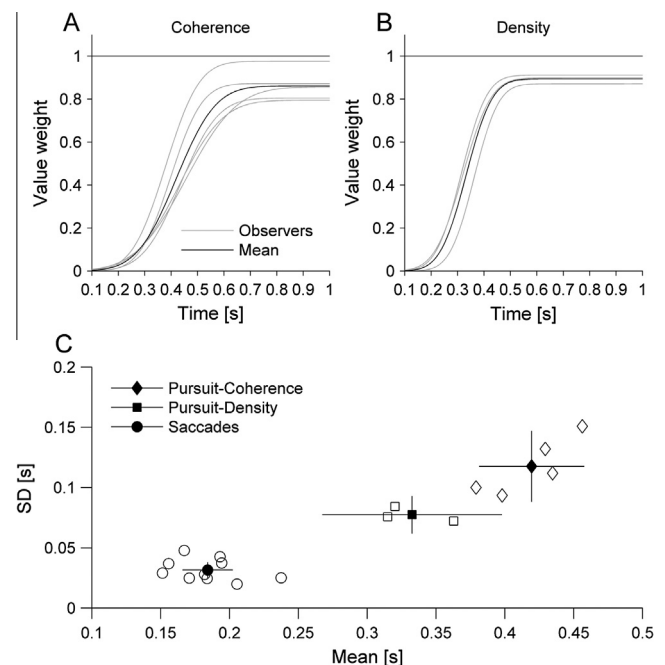 A
Coherence
Value weight
1
0.8
0.6
0.4
0.2
0
Observers
Mean
0.1 0.2 0.3 0.4 0.5 0.6 0.7 0.8 0.9 1
Time [s]
B
Density
Value weight
1
0.8
0.6
0.4
0.2
0
0.1 0.2 0.3 0.4 0.5 0.6 0.7 0.8 0.9 1
Time [s]
C
SD [s]
0.2
0.15
0.1
0.05
0
Pursuit-Coherence
Pursuit-Density
Saccades
0.1 0.15 0.2 0.25 0.3 0.35 0.4 0.45 0.5
Mean [s]